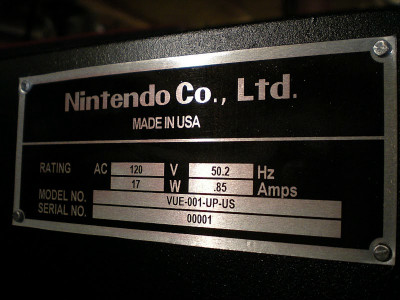 Nintendo Co., Ltd.
MADE IN USA
RATING AC 120 V 50.2 Hz
17 W .85 Amps
MODEL NO. VUE-001-UP-US
SERIAL NO. 00001